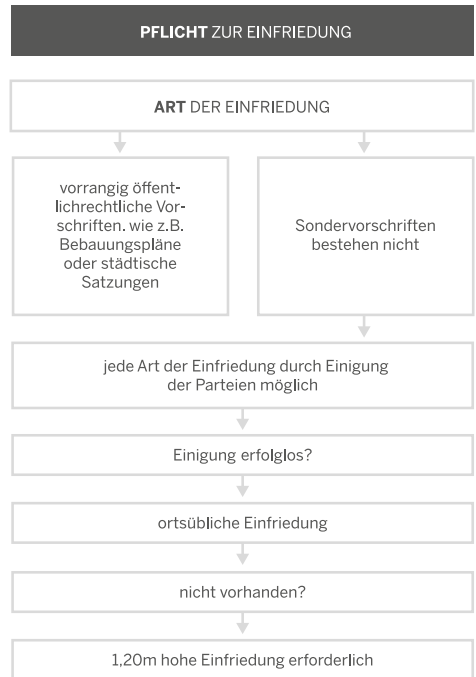 PFLICHT ZUR EINFRIEDUNG
ART DER EINFRIEDUNG
vorrangig öffent-
lichrechtliche Vor-
schriften. wie z.B.
Bebauungspläne
oder städtische
Satzungen
Sondervorschriften
bestehen nicht
jede Art der Einfriedung durch Einigung
der Parteien möglich
Einigung erfolglos?
ortsübliche Einfriedung
nicht vorhanden?
1,20m hohe Einfriedung erforderlich